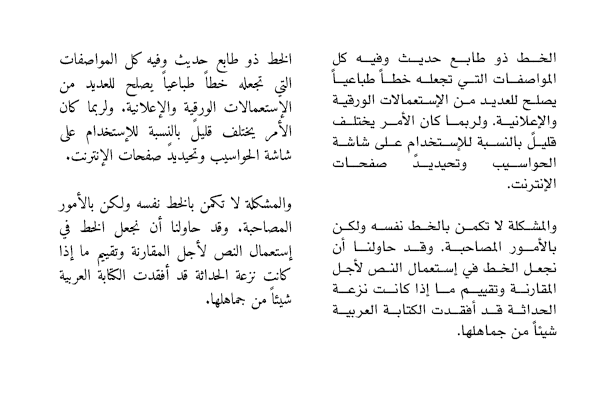 الخط ذو طابع حديث وفيه كل
المواصفات التي تجعله خطاً طباعياً
يصلح للعديد من الإستعمالات الورقية
والإعلانية. ولربما كان الأمر يختلف
قليلً بالنسبة للإستخدام على شاشة
الحواسيب وتحيديدً صفحات
الإنترنت.
والمشكلة لا تكمن بالخط نفسه ولكن
بالأمور المصاحبة. وقد حاولنا أن
نجعل الخط في إستعمال النص لأجل
المقارنة وتقييم ما إذا كانت نزعة
الحداثة قد أفقدت الكتابة العربية
شيئاً من جماهلها.
الخط ذو طابع حديث وفيه كل المواصفات
التي تجعله خطاً طباعياً يصلح للعديد من
الإستعمالات الورقية والإعلانية. ولربما كان
الأمر يختلف قليلً بالنسبة للإستخدام على
شاشة الحواسيب وتحيديدً صفحات الإنترنت.
والمشكلة لا تكمن بالخط نفسه ولكن بالأمور
المصاحبة. وقد حاولنا أن نجعل الخط في
إستعمال النص لأجل المقارنة وتقييم ما إذا
كانت نزعة الحداثة قد أفقدت الكتابة العربية
شيئاً من جماهلها.